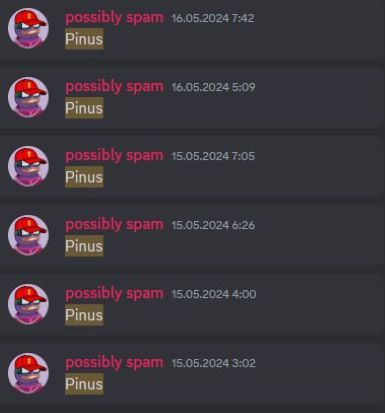 possibly spam 16.05.2024 7:42
Pinus
possibly spam 16.05.2024 5:09
Pinus
possibly spam 15.05.2024 7:05
Pinus
possibly spam 15.05.2024 6:26
Pinus
possibly spam 15.05.2024 4:00
Pinus
possibly spam 15.05.2024 3:02
Pinus